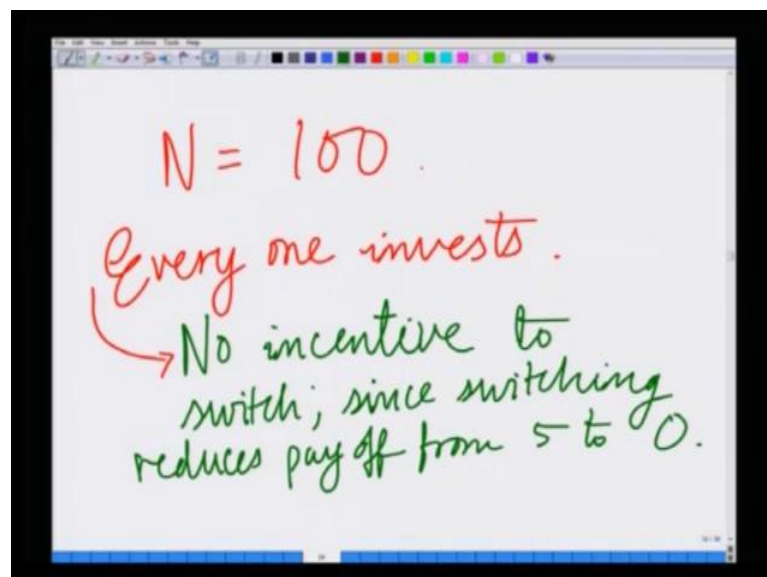 N = 100.
Every one invests.
No incentive to
switch; since switching
reduces pay off from 5 to 0.